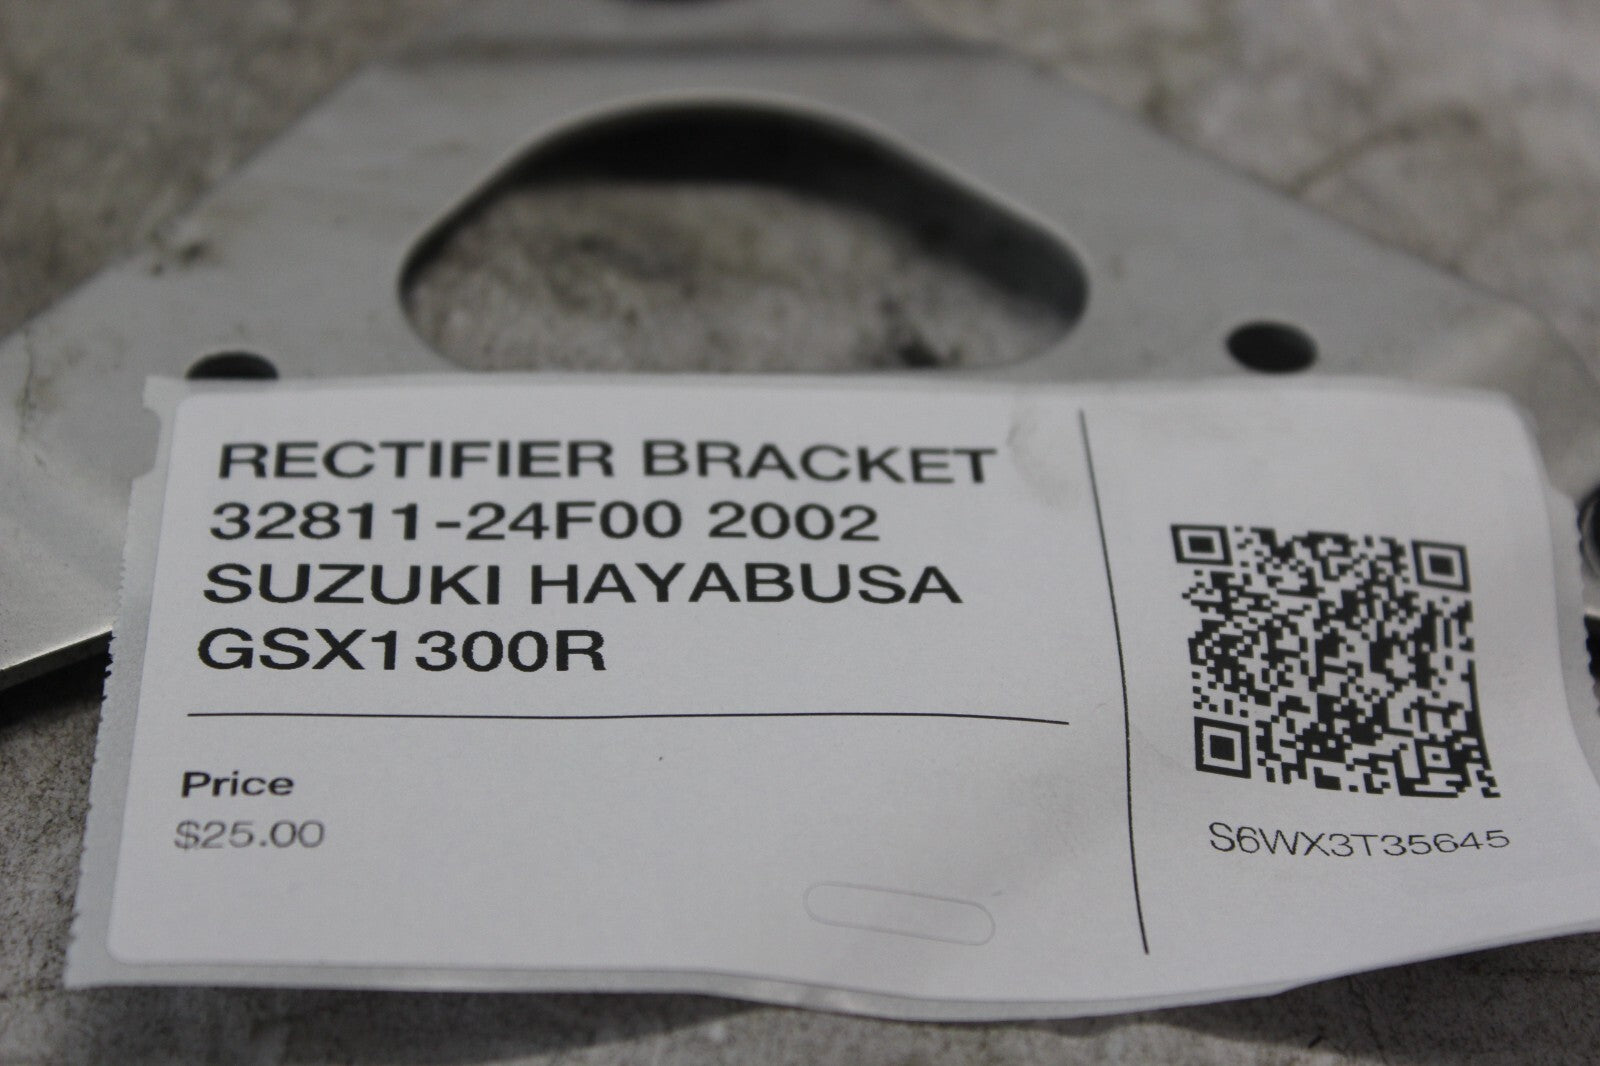 RECTIFIER BRACKET
32811-24F00 2002
SUZUKI HAYABUSA
GSX1300R
Price
$25.00
S6WX3T35645